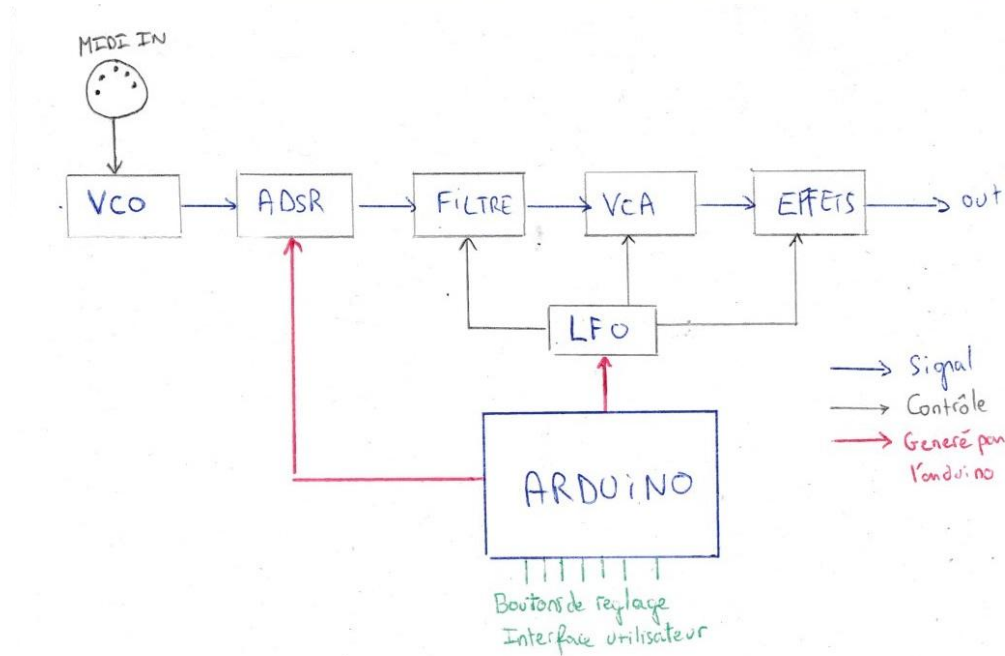 MIDI IN
VCO
ADSR
FILTRE
VCA
EFFETS
out
LFO
Signal
Contrôle
Generé par
l'arduino
ARDUiNO
Boutons de reglage
Interface utilisateur